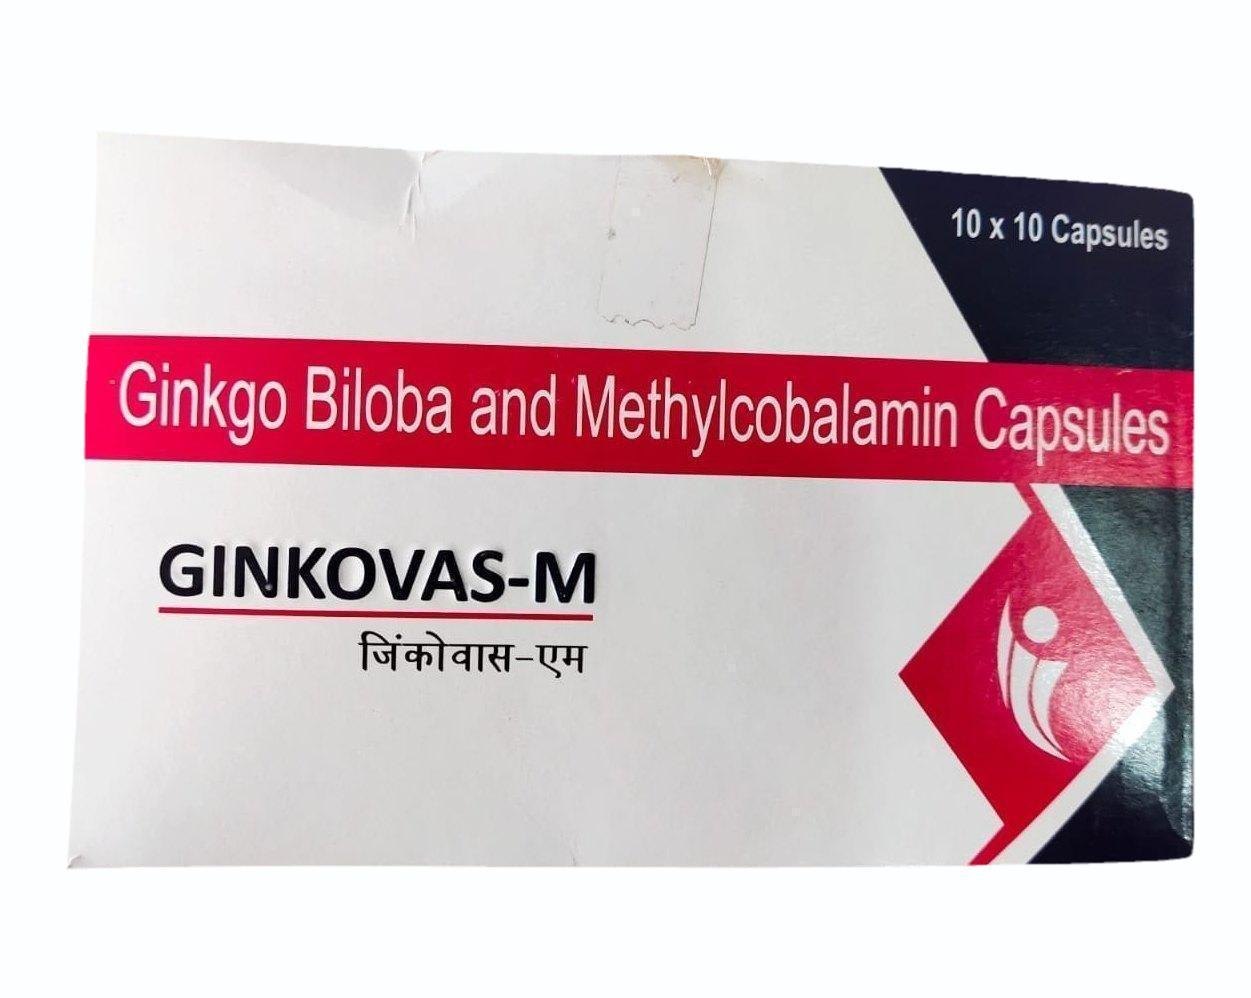 10 x 10 Capsules
Ginkgo Biloba and Methylcobalamin Capsules
GINKOVAS-M
जिंकोवास-एम